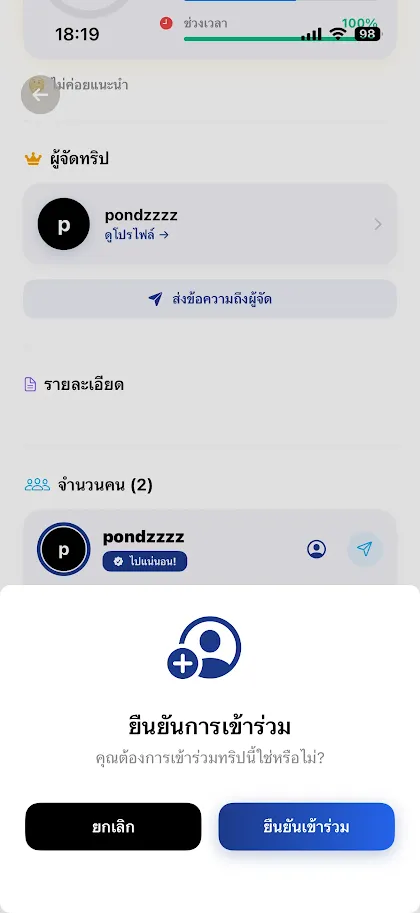 18:19
ช่วงเวลา
100%
98
ไม่ค่อยแนะนำ
ผู้จัดทริป
p
pondzzzz
ดูโปรไฟล์ →
ส่งข้อความถึงผู้จัด
รายละเอียด
จำนวนคน (2)
p
pondzzzz
ไปแน่นอน!
ยืนยันการเข้าร่วม
คุณต้องการเข้าร่วมทริปนี้ใช่หรือไม่?
ยกเลิก
ยืนยันเข้าร่วม